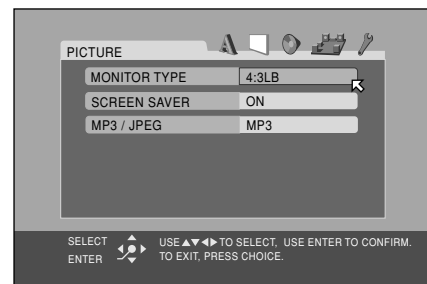 PICTURE
MONITOR TYPE 4:3LB
SCREEN SAVER ON
MP3 / JPEG MP3
SELECT
ENTER
USE ▲▼◀▶ TO SELECT, USE ENTER TO CONFIRM.
TO EXIT, PRESS CHOICE.